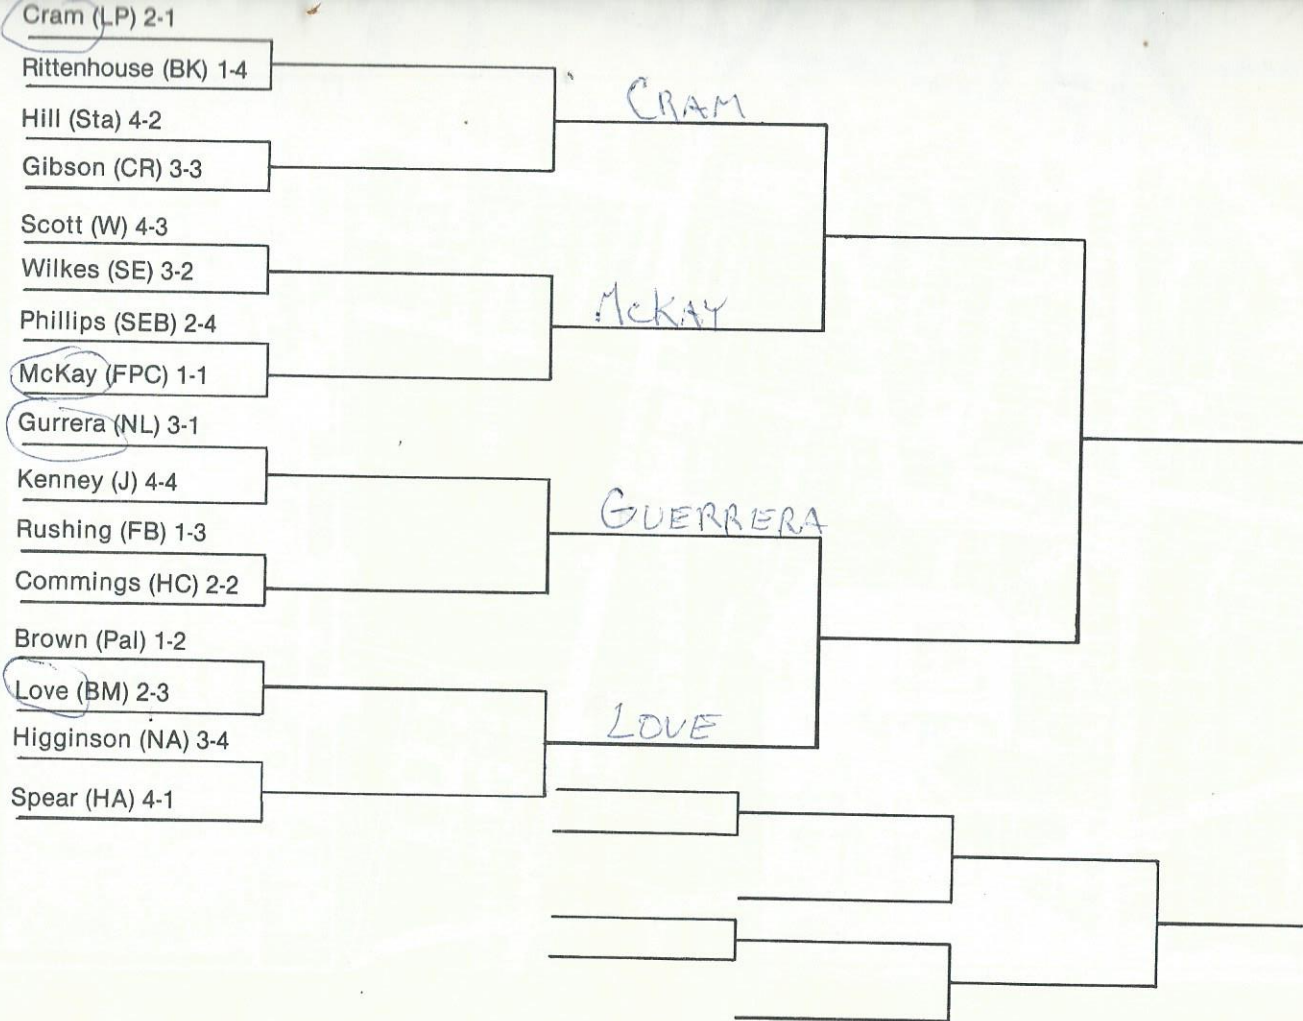 Cram (LP) 2-1
Rittenhouse (BK) 1-4
CRAM
Hill (Sta) 4-2
Gibson (CR) 3-3
Scott (W) 4-3
Wilkes (SE) 3-2
McKAY
Phillips (SEB) 2-4
McKay (FPC) 1-1
Gurrera (NL) 3-1
Kenney (J) 4-4
GUERRERA
Rushing (FB) 1-3
Commings (HC) 2-2
Brown (Pal) 1-2
Love (BM) 2-3
LOVE
Higginson (NA) 3-4
Spear (HA) 4-1